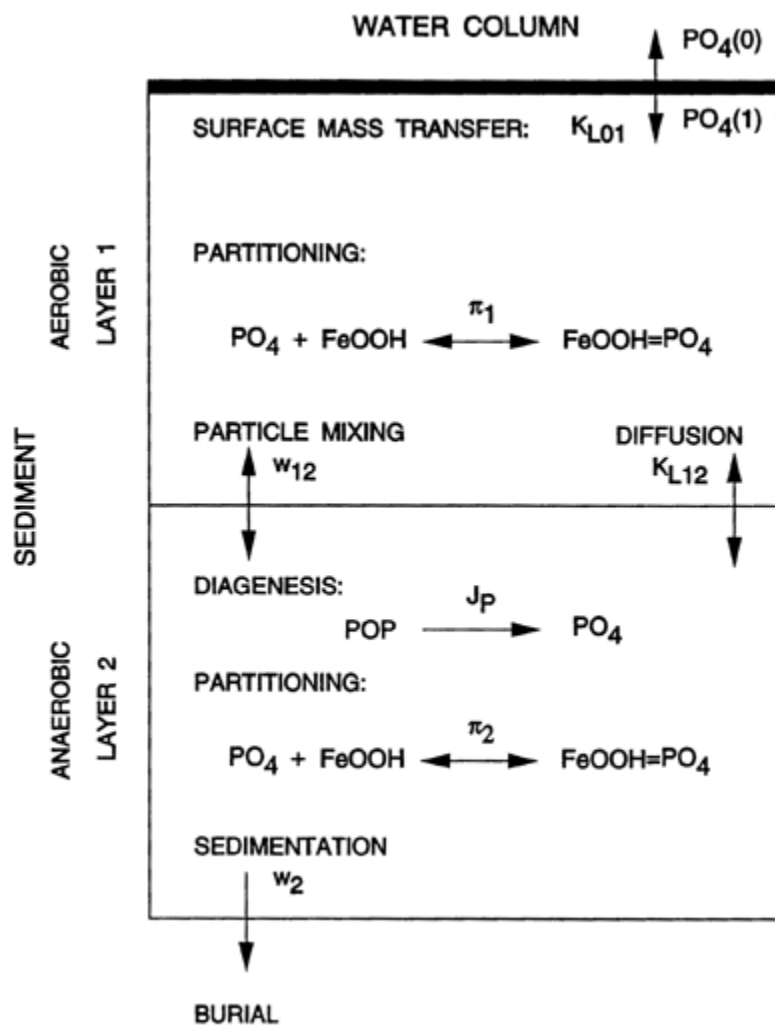 WATER COLUMN
PO4(0)
SURFACE MASS TRANSFER: KL01
PO4(1)
SEDIMENT
AEROBIC
LAYER 1
PARTITIONING:
π1
PO4 + FeOOH
FeOOH=PO4
PARTICLE MIXING
w12
DIFFUSION
KL12
ANAEROBIC
LAYER 2
DIAGENESIS:
JP
POP
PO4
PARTITIONING:
π2
PO4 + FeOOH
FeOOH=PO4
SEDIMENTATION
w2
BURIAL